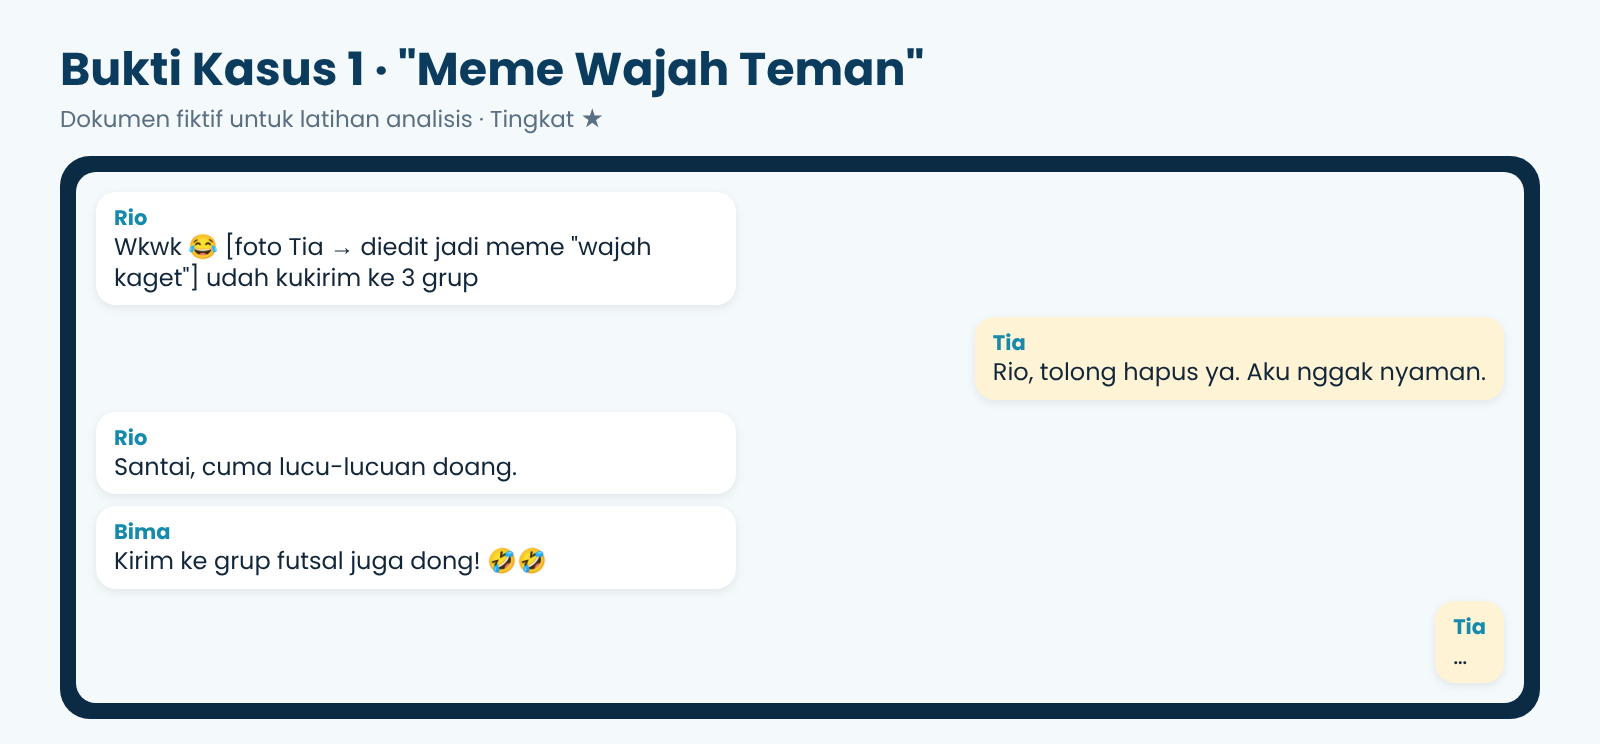 Bukti Kasus 1 · "Meme Wajah Teman"
Dokumen fiktif untuk latihan analisis · Tingkat ★
Rio
Wkwk 😂 [foto Tia → diedit jadi meme "wajah
kaget"] udah kukirim ke 3 grup
Tia
Rio, tolong hapus ya. Aku nggak nyaman.
Rio
Santai, cuma lucu-lucuan doang.
Bima
Kirim ke grup futsal juga dong! 🤣🤣
Tia
...